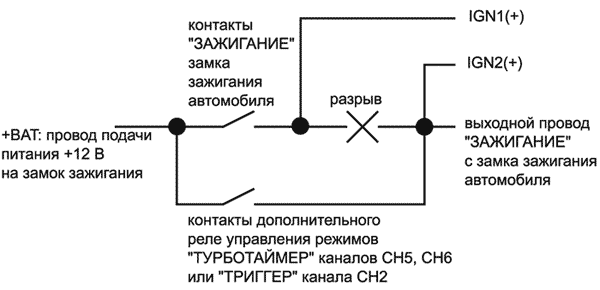 контакты
"ЗАЖИГАНИЕ"
замка
зажигания
автомобиля
IGN1(+)
IGN2(+)
разрыв
+BAT: провод подачи
питания +12 В
на замок зажигания
выходной провод
"ЗАЖИГАНИЕ"
с замка зажигания
автомобиля
контакты дополнительного
реле управления режимов
"ТУРБОТАЙМЕР" каналов CH5, CH6
или "ТРИГГЕР" канала CH2